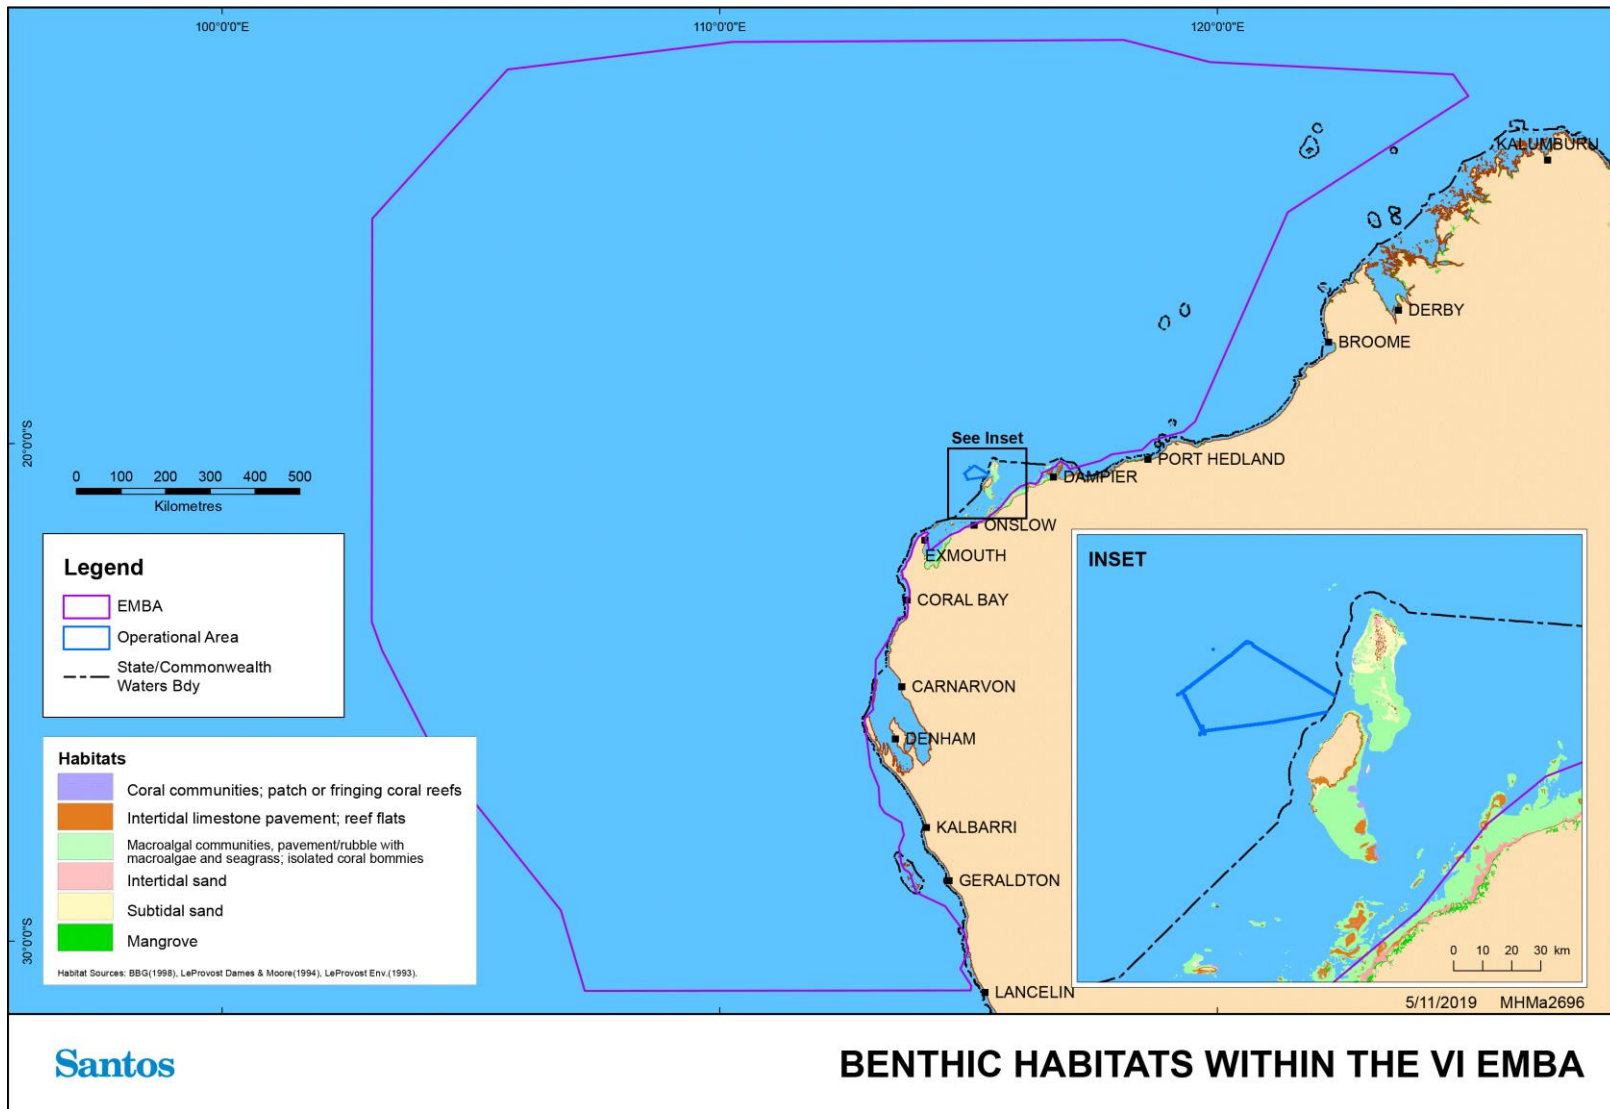 100°0'0"E
110°0'0"E
120°0'0"E
KALUMBURU
DERBY
BROOME
20°0'0"S
See Inset
PORT HEDLAND
DAMPIER
0 100 200 300 400 500
Kilometres
ONSLOW
EXMOUTH
CORAL BAY
CARNARVON
DENHAM
KALBARRI
GERALDTON
LANCELIN
30°0'0"S
Legend
EMBA
Operational Area
State/Commonwealth
Waters Bdy
Habitats
Coral communities; patch or fringing coral reefs
Intertidal limestone pavement; reef flats
Macroalgal communities, pavement/rubble with
macroalgae and seagrass; isolated coral bommies
Intertidal sand
Subtidal sand
Mangrove
Habitat Sources: BBG(1998), LeProvost Dames & Moore(1994), LeProvost Env.(1993).
INSET
0 10 20 30 km
5/11/2019 MHMa2696
Santos
BENTHIC HABITATS WITHIN THE VI EMBA